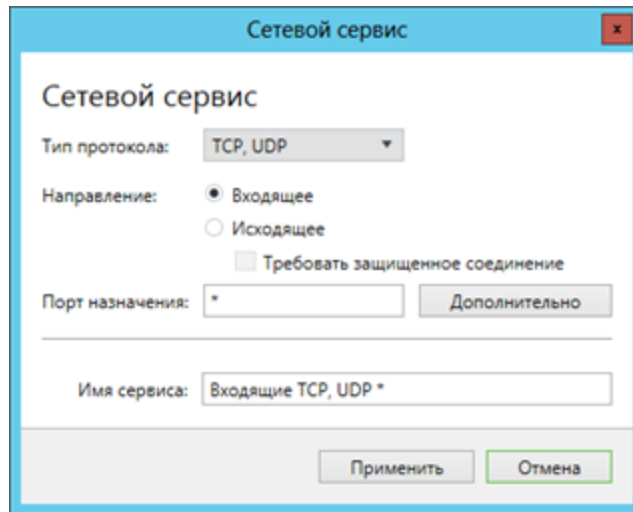 Сетевой сервис
x
Сетевой сервис
Тип протокола: TCP, UDP
Направление: Входящее
Исходящее
Требовать защищенное соединение
Порт назначения: * Дополнительно
Имя сервиса: Входящие TCP, UDP *
Применить Отмена